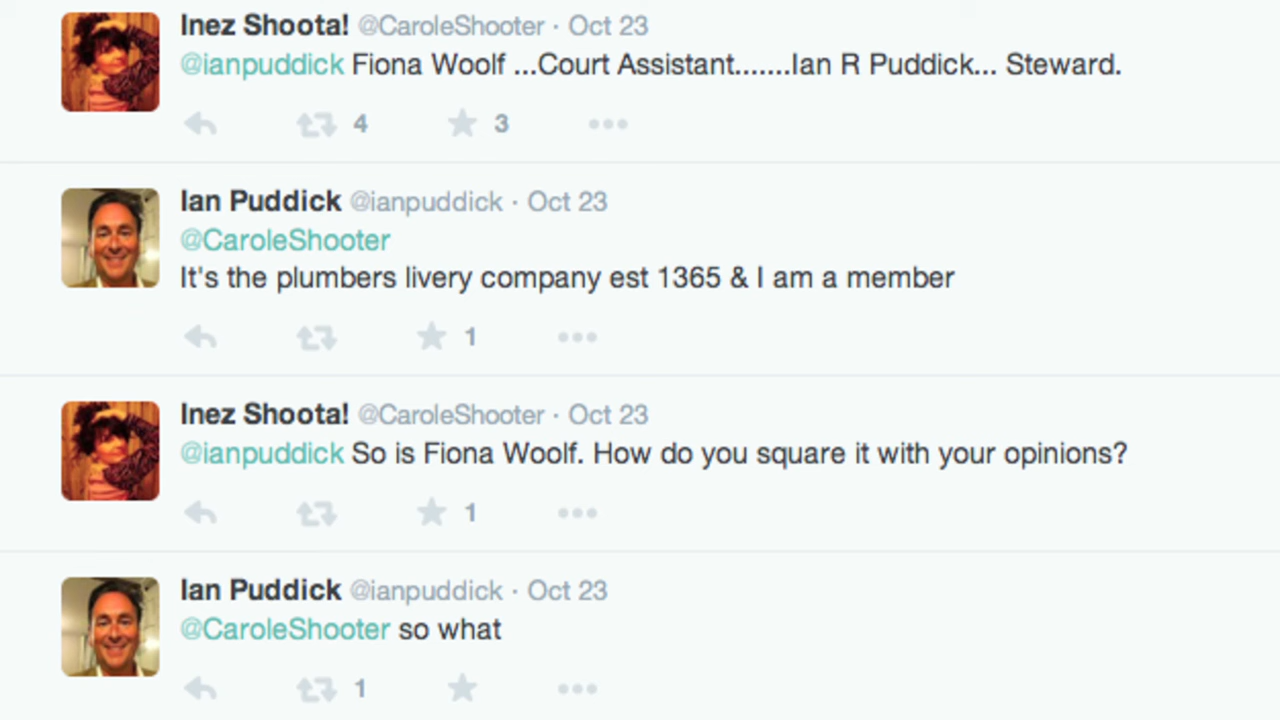 Inez Shoota! @CaroleShooter · Oct 23
@ianpuddick Fiona Woolf ...Court Assistant.......Ian R Puddick... Steward.
4 3
Ian Puddick @ianpuddick · Oct 23
@CaroleShooter
It's the plumbers livery company est 1365 & I am a member
1
Inez Shoota! @CaroleShooter · Oct 23
@ianpuddick So is Fiona Woolf. How do you square it with your opinions?
1
Ian Puddick @ianpuddick · Oct 23
@CaroleShooter so what
1